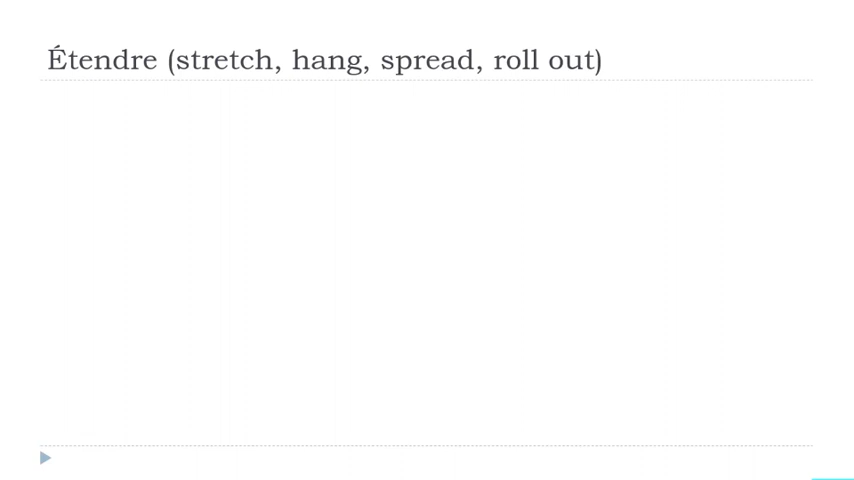 Étendre (stretch, hang, spread, roll out)